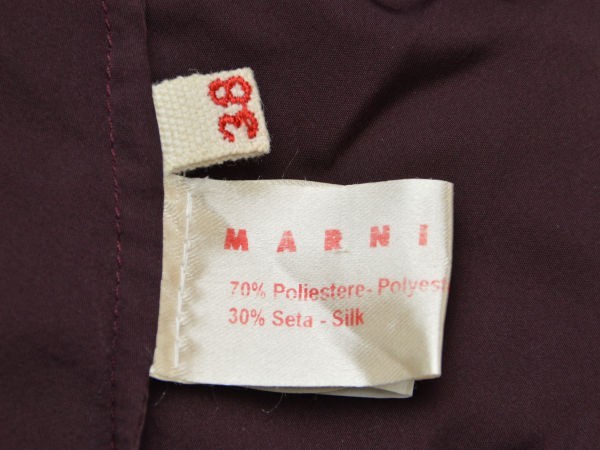 38
MARNI
70% Poliestere - Polyest
30% Seta - Silk